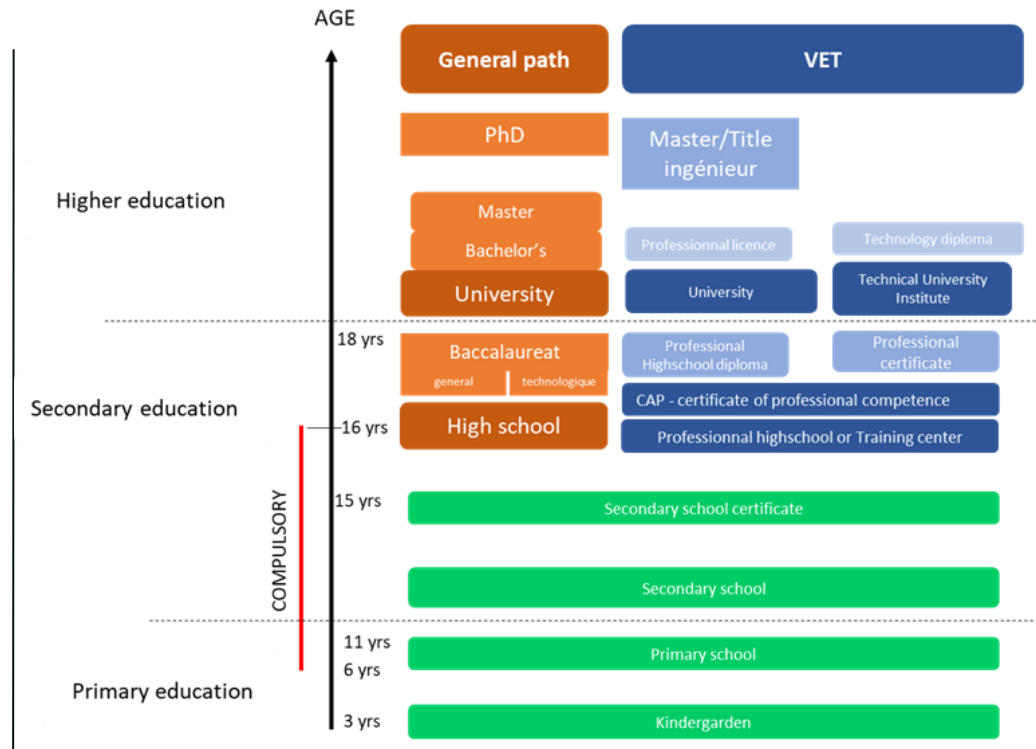 AGE
General path
VET
PhD
Master/Title
ingénieur
Higher education
Master
Bachelor's
Professionnal licence
Technology diploma
University
University
Technical University
Institute
18 yrs
Baccalaureat
general
technologique
Professional
Highschool diploma
Professional
certificate
Secondary education
CAP - certificate of professional competence
16 yrs
High school
Professionnal highschool or Training center
COMPULSORY
15 yrs
Secondary school certificate
Secondary school
11 yrs
Primary school
6 yrs
Primary education
3 yrs
Kindergarden